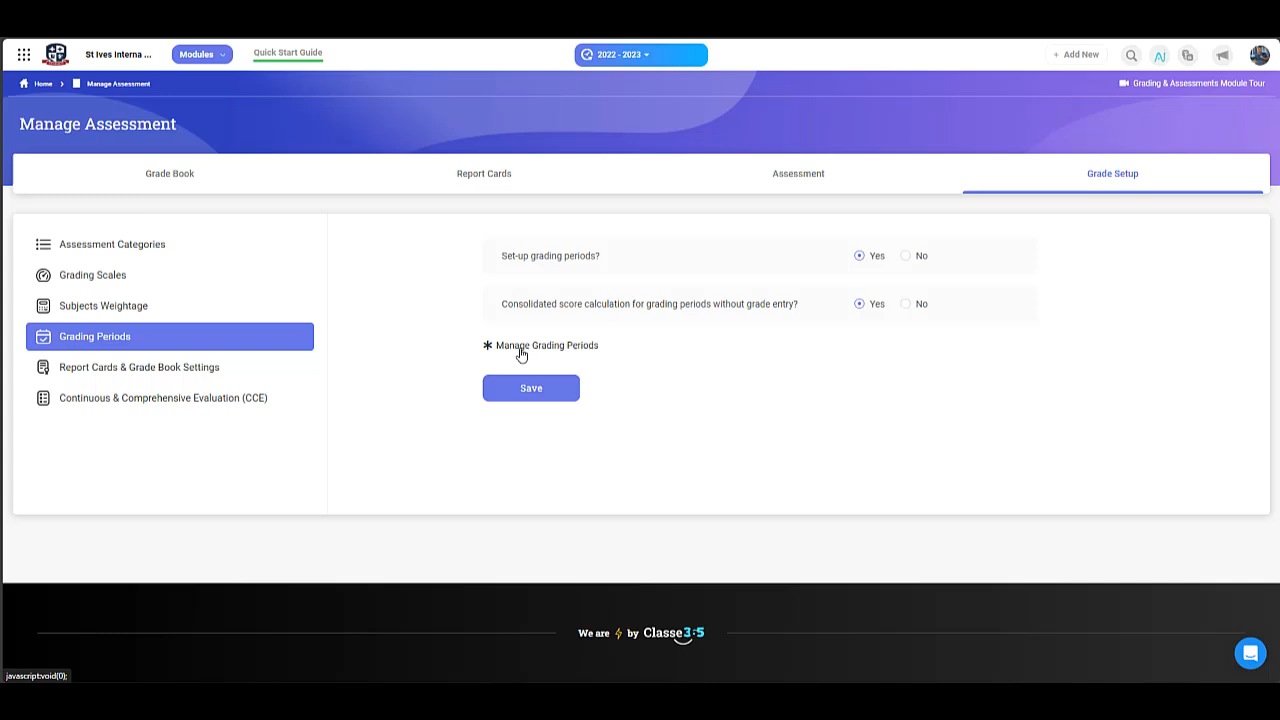 St Ives Interna ...
Modules
Quick Start Guide
2022 - 2023
+ Add New
Home
Manage Assessment
Grading & Assessments Module Tour
Manage Assessment
Grade Book
Report Cards
Assessment
Grade Setup
Assessment Categories
Grading Scales
Subjects Weightage
Grading Periods
Report Cards & Grade Book Settings
Continuous & Comprehensive Evaluation (CCE)
Set-up grading periods?
Yes
No
Consolidated score calculation for grading periods without grade entry?
Yes
No
Manage Grading Periods
Save
We are ⚡ by Classe365
javascript:void(0);